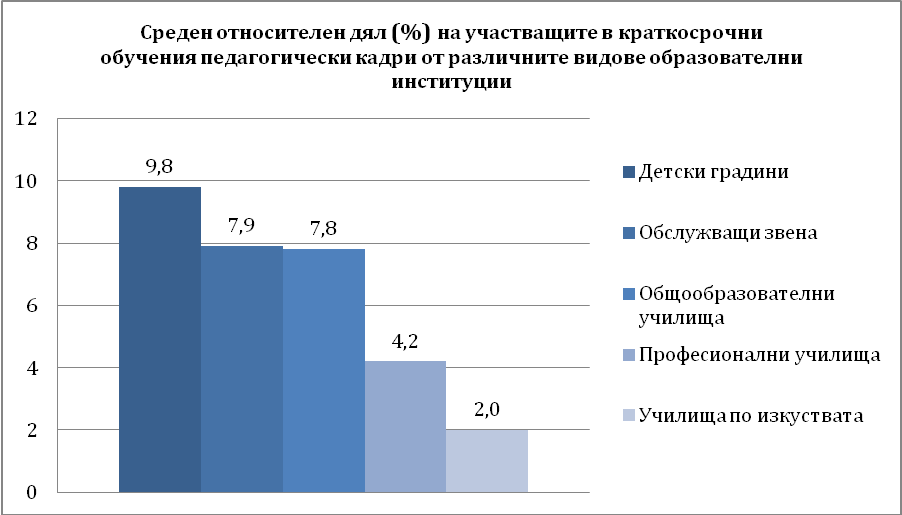 Среден относителен дял (%) на участващите в краткосрочни
обучения педагогически кадри от различните видове образователни
институции
12
10
8
6
4
2
0
9,8
7,9
7,8
4,2
2,0
Детски градини
Обслужващи звена
Общообразователни
училища
Професионални училища
Училища по изкуствата